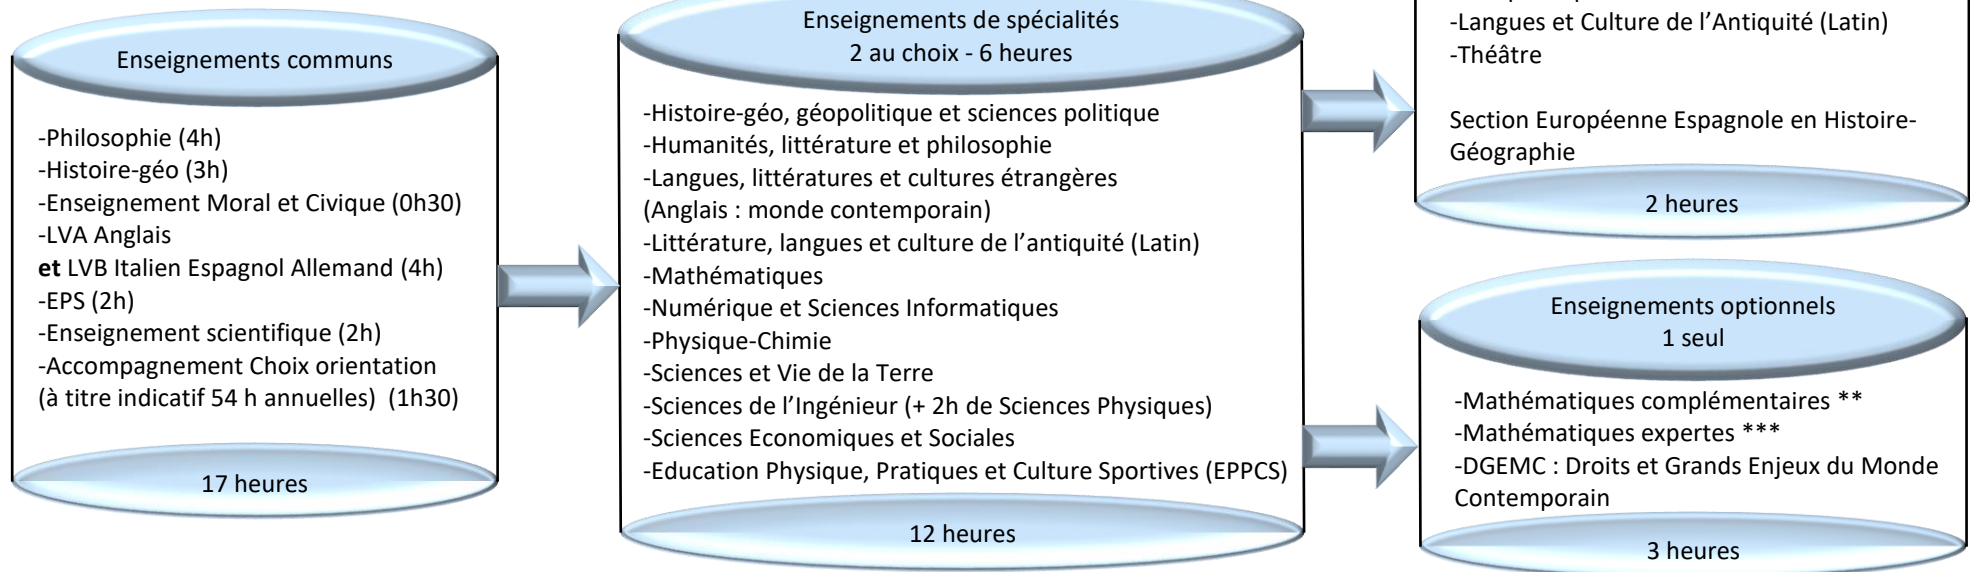 Enseignements communs
-Philosophie (4h)
-Histoire-géo (3h)
-Enseignement Moral et Civique (0h30)
-LVA Anglais
et LVB Italien Espagnol Allemand (4h)
-EPS (2h)
-Enseignement scientifique (2h)
-Accompagnement Choix orientation
(à titre indicatif 54 h annuelles)  (1h30)
17 heures
Enseignements de spécialités
2 au choix - 6 heures
-Histoire-géo, géopolitique et sciences politique
-Humanités, littérature et philosophie
-Langues, littératures et cultures étrangères
(Anglais : monde contemporain)
-Littérature, langues et culture de l’antiquité (Latin)
-Mathématiques
-Numérique et Sciences Informatiques
-Physique-Chimie
-Sciences et Vie de la Terre
-Sciences de l’Ingénieur (+ 2h de Sciences Physiques)
-Sciences Economiques et Sociales
-Education Physique, Pratiques et Culture Sportives (EPPCS)
12 heures
-Langues et Culture de l’Antiquité (Latin)
-Théâtre
Section Européenne Espagnole en Histoire-
Géographie
2 heures
Enseignements optionnels
1 seul
-Mathématiques complémentaires **
-Mathématiques expertes ***
-DGEMC : Droits et Grands Enjeux du Monde
Contemporain
3 heures